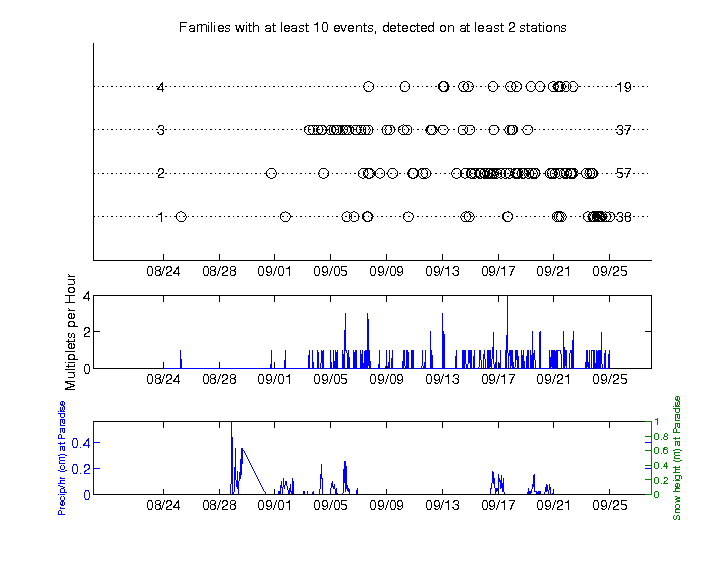 Families with at least 10 events, detected on at least 2 stations
4 19
3 37
2 57
1 36
08/24 08/28 09/01 09/05 09/09 09/13 09/17 09/21 09/25
Multiplets per Hour
4
2
0
08/24 08/28 09/01 09/05 09/09 09/13 09/17 09/21 09/25
Precip/hr (cm) at Paradise
0.4
0.2
0
1
0.8
0.6
0.4
0.2
0
Snow height (m) at Paradise
08/24 08/28 09/01 09/05 09/09 09/13 09/17 09/21 09/25